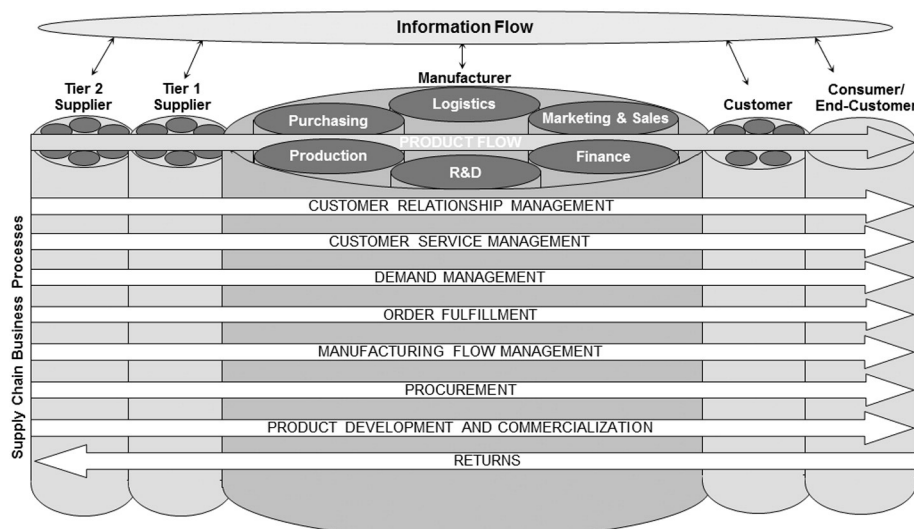 Information Flow
Tier 2
Supplier
Tier 1
Supplier
Manufacturer
Customer
Consumer/
End-Customer
Logistics
Purchasing
Marketing & Sales
PRODUCT FLOW
Production
Finance
R&D
Supply Chain Business Processes
CUSTOMER RELATIONSHIP MANAGEMENT
CUSTOMER SERVICE MANAGEMENT
DEMAND MANAGEMENT
ORDER FULFILLMENT
MANUFACTURING FLOW MANAGEMENT
PROCUREMENT
PRODUCT DEVELOPMENT AND COMMERCIALIZATION
RETURNS